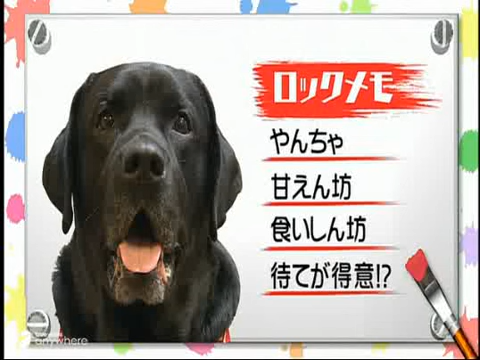 ロックメモ
やんちゃ
甘えん坊
食いしん坊
待てが得意!?
anywhere